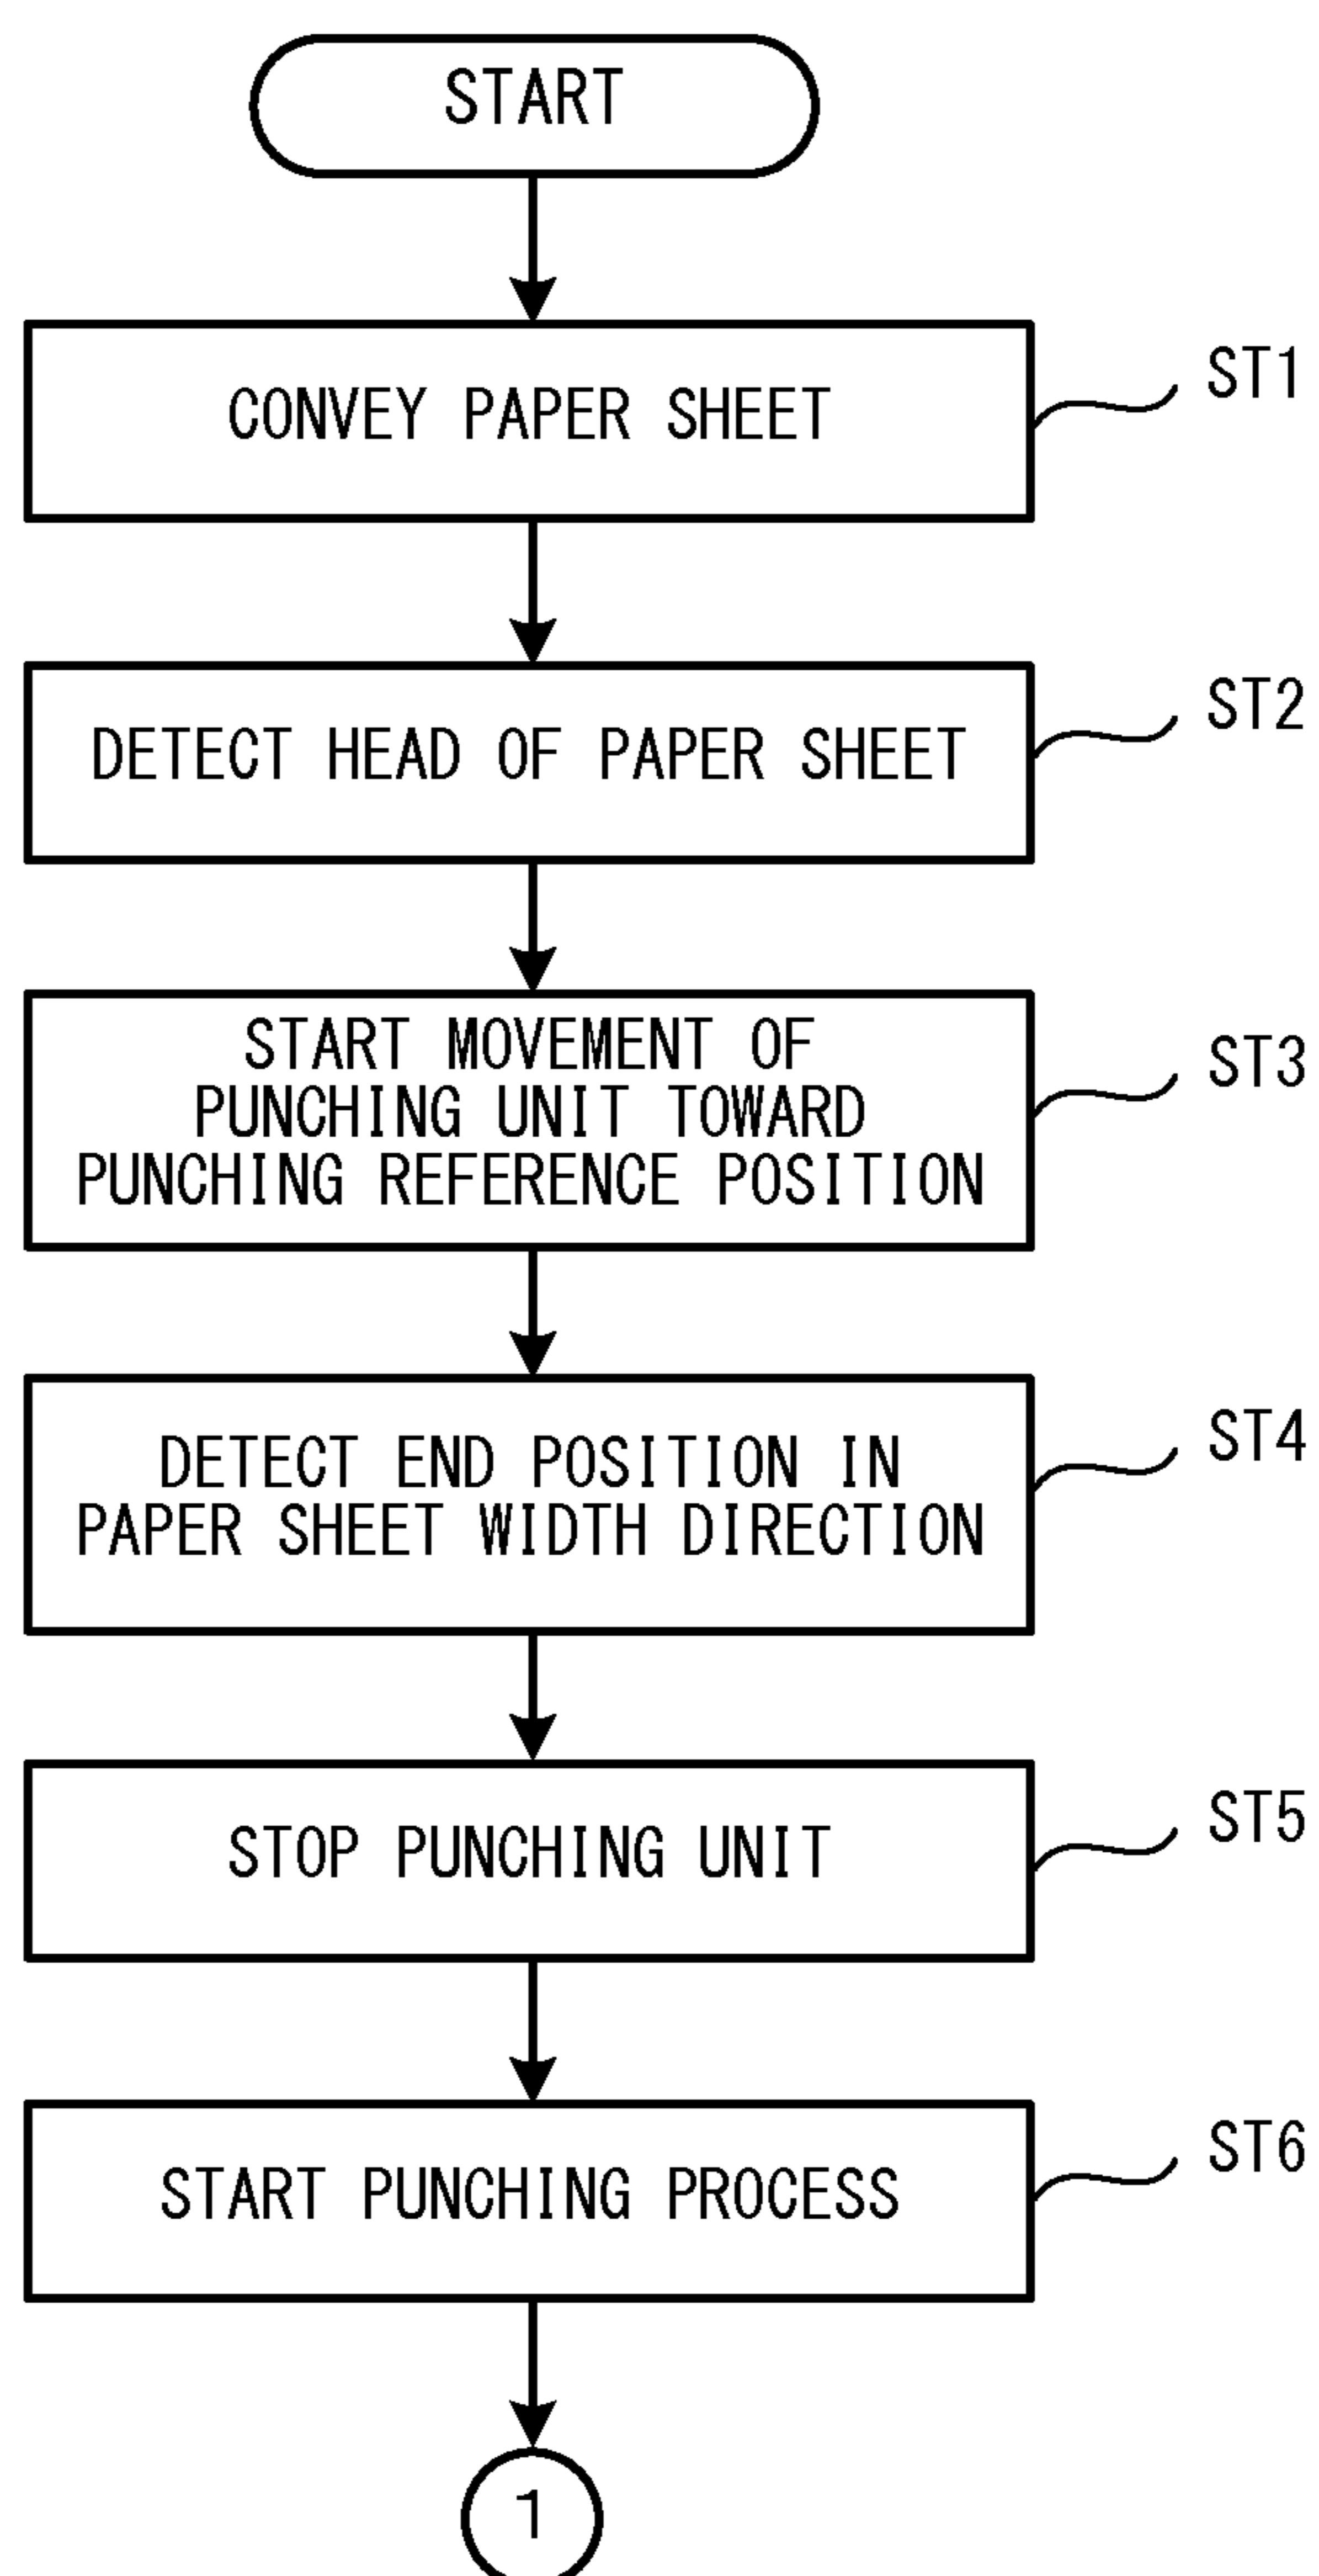 START
CONVEY PAPER SHEET
ST1
DETECT HEAD OF PAPER SHEET
ST2
START MOVEMENT OF
PUNCHING UNIT TOWARD
PUNCHING REFERENCE POSITION
ST3
DETECT END POSITION IN
PAPER SHEET WIDTH DIRECTION
ST4
STOP PUNCHING UNIT
ST5
START PUNCHING PROCESS
ST6
1